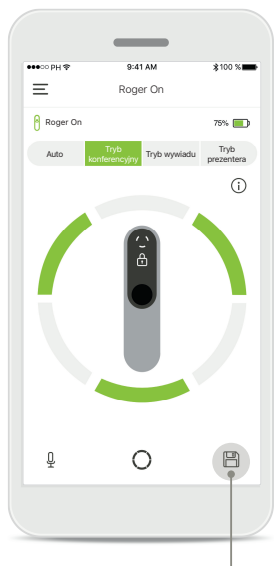 PH 9:41 AM 100 %
Roger On
Roger On 75%
Auto Tryb konferencyjny Tryb wywiadu Tryb prezentera